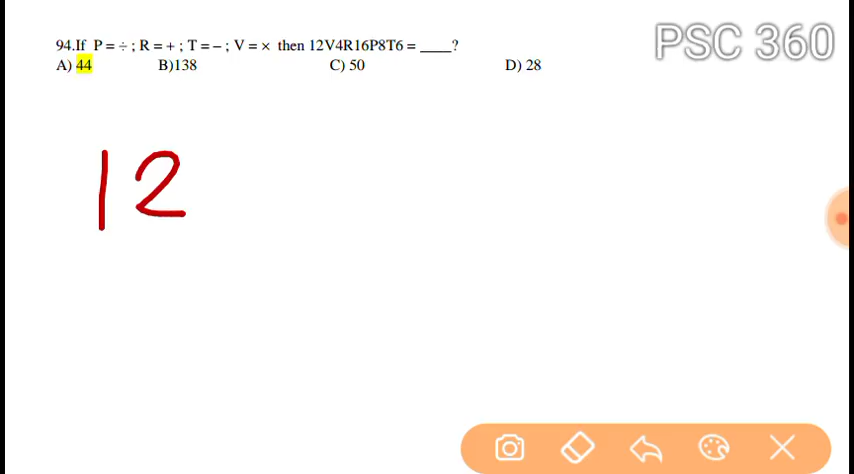 94.If P = ÷ ; R = + ; T = – ; V = × then 12V4R16P8T6 = ____?
A) 44 B)138 C) 50 D) 28
PSC 360
12